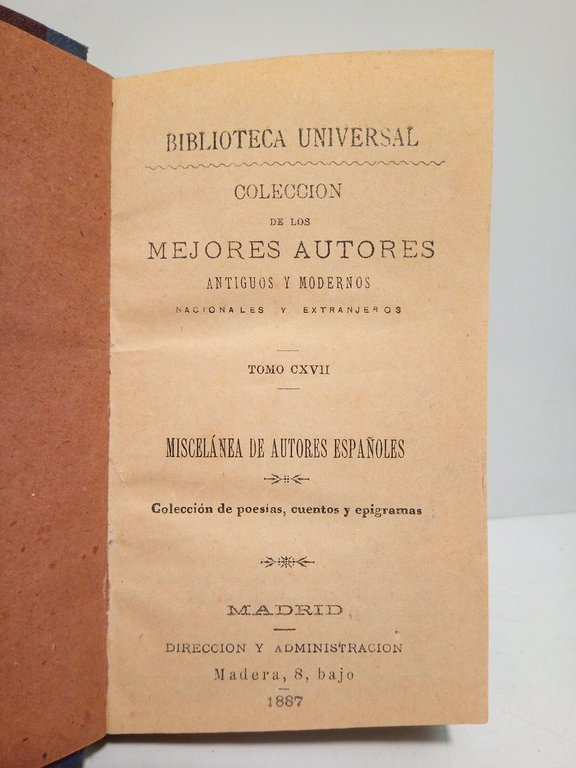 BIBLIOTECA UNIVERSAL
COLECCION
DE LOS
MEJORES AUTORES
ANTIGUOS Y MODERNOS
NACIONALES Y EXTRANJEROS
TOMO CXVII
MISCELÁNEA DE AUTORES ESPAÑOLES
Colección de poesías, cuentos y epigramas
MADRID
DIRECCION Y ADMINISTRACION
Madera, 8, bajo
1887